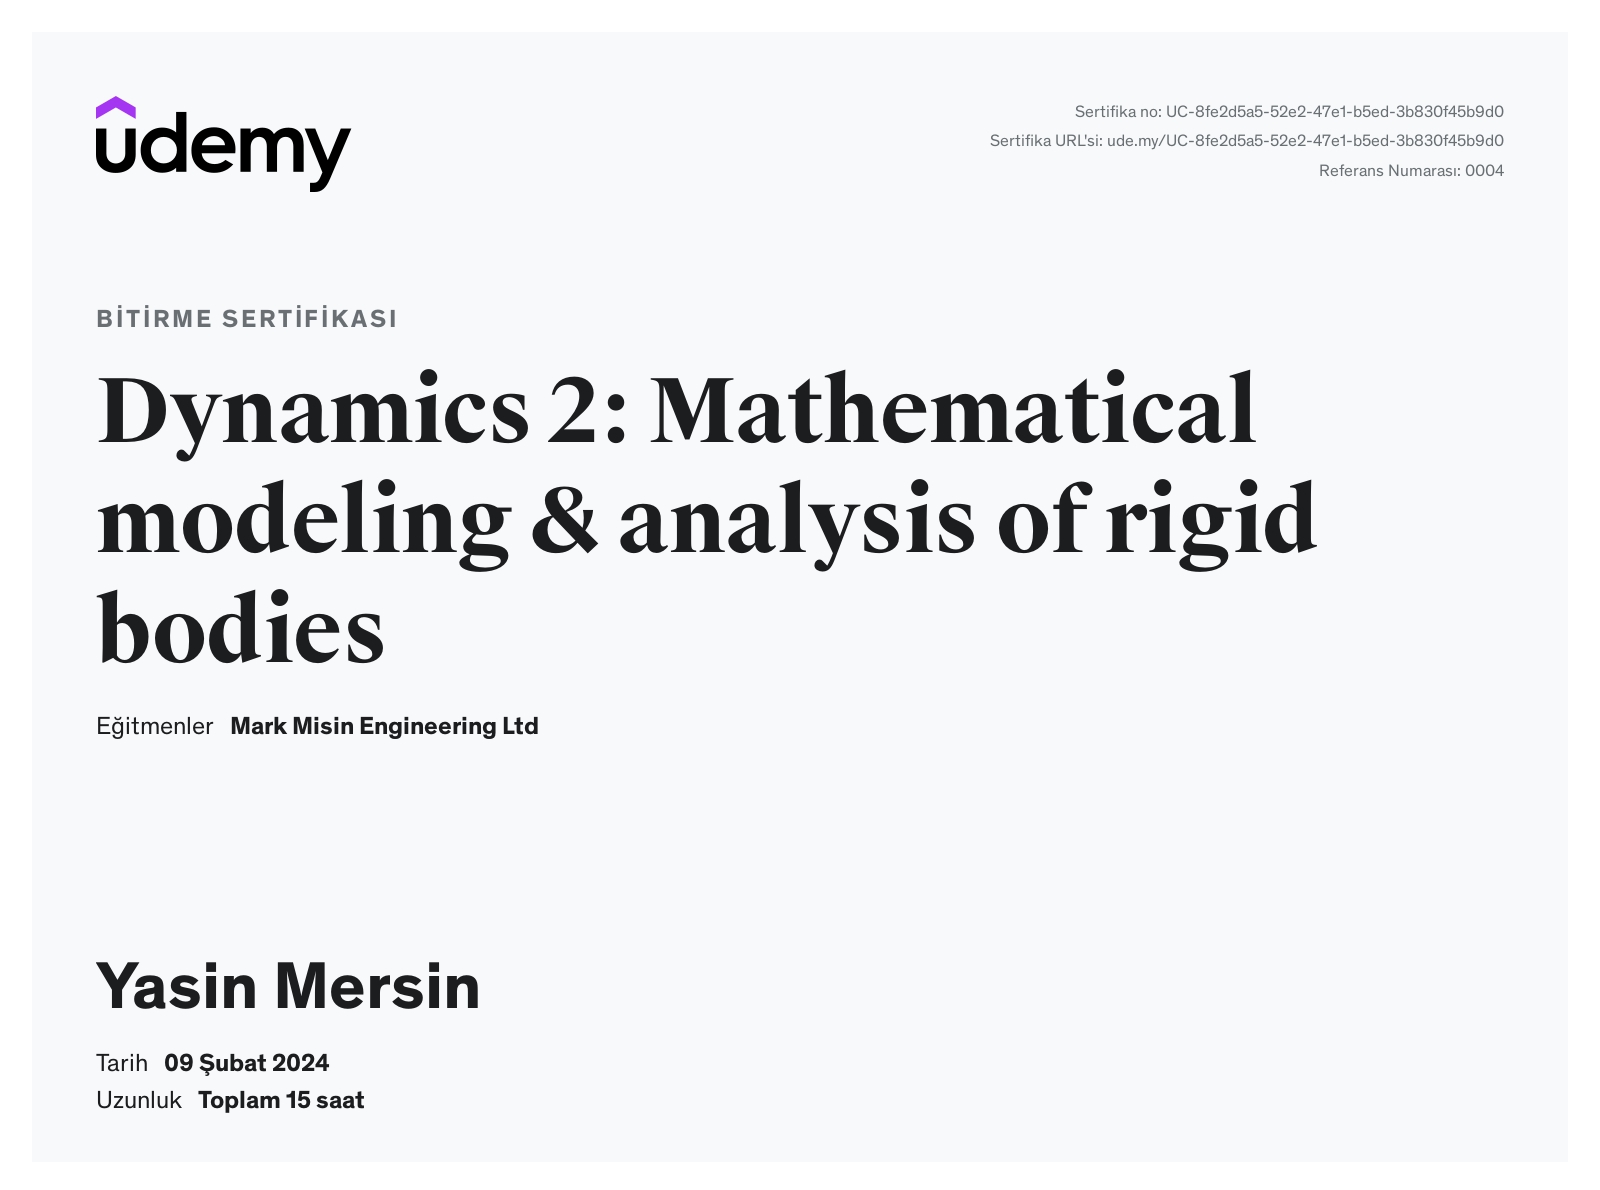 udemy
Sertifika no: UC-8fe2d5a5-52e2-47e1-b5ed-3b830f45b9d0
Sertifika URL'si: ude.my/UC-8fe2d5a5-52e2-47e1-b5ed-3b830f45b9d0
Referans Numarası: 0004
BİTİRME SERTİFİKASI
Dynamics 2: Mathematical
modeling & analysis of rigid
bodies
Eğitmenler Mark Misin Engineering Ltd
Yasin Mersin
Tarih 09 Şubat 2024
Uzunluk Toplam 15 saat